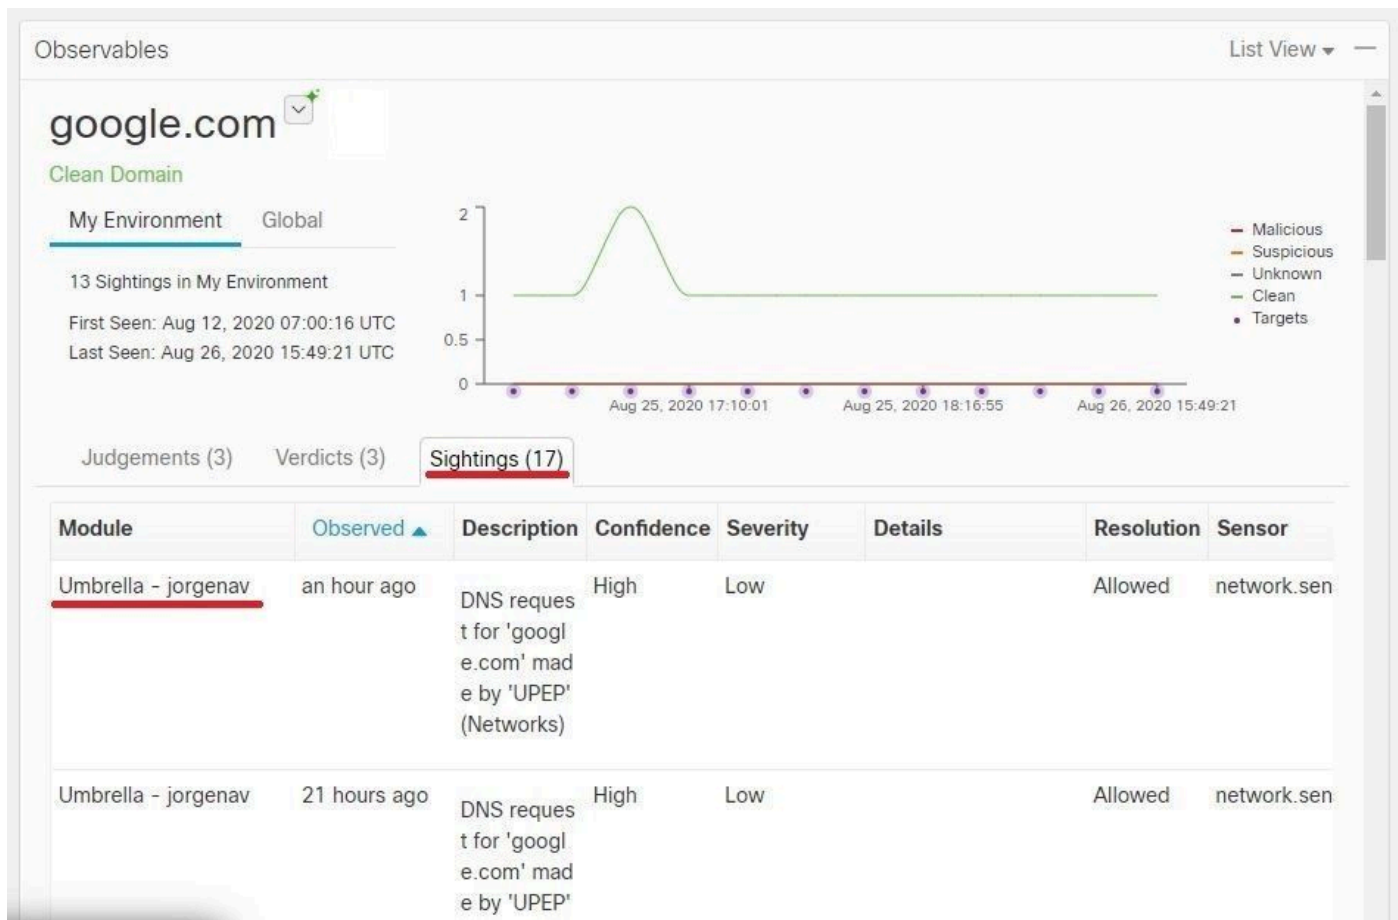 Observables
List View
google.com
Clean Domain
My Environment Global
13 Sightings in My Environment
First Seen: Aug 12, 2020 07:00:16 UTC
Last Seen: Aug 26, 2020 15:49:21 UTC
2
1
0.5
0
Aug 25, 2020 17:10:01 Aug 25, 2020 18:16:55 Aug 26, 2020 15:49:21
Malicious
Suspicious
Unknown
Clean
Targets
Judgements (3) Verdicts (3) Sightings (17)
Module Observed Description Confidence Severity Details Resolution Sensor
Umbrella - jorgenav an hour ago High Low Allowed network.sen
DNS reques
t for 'googl
e.com' mad
e by 'UPEP'
(Networks)
Umbrella - jorgenav 21 hours ago High Low Allowed network.sen
DNS reques
t for 'googl
e.com' mad
e by 'UPEP'